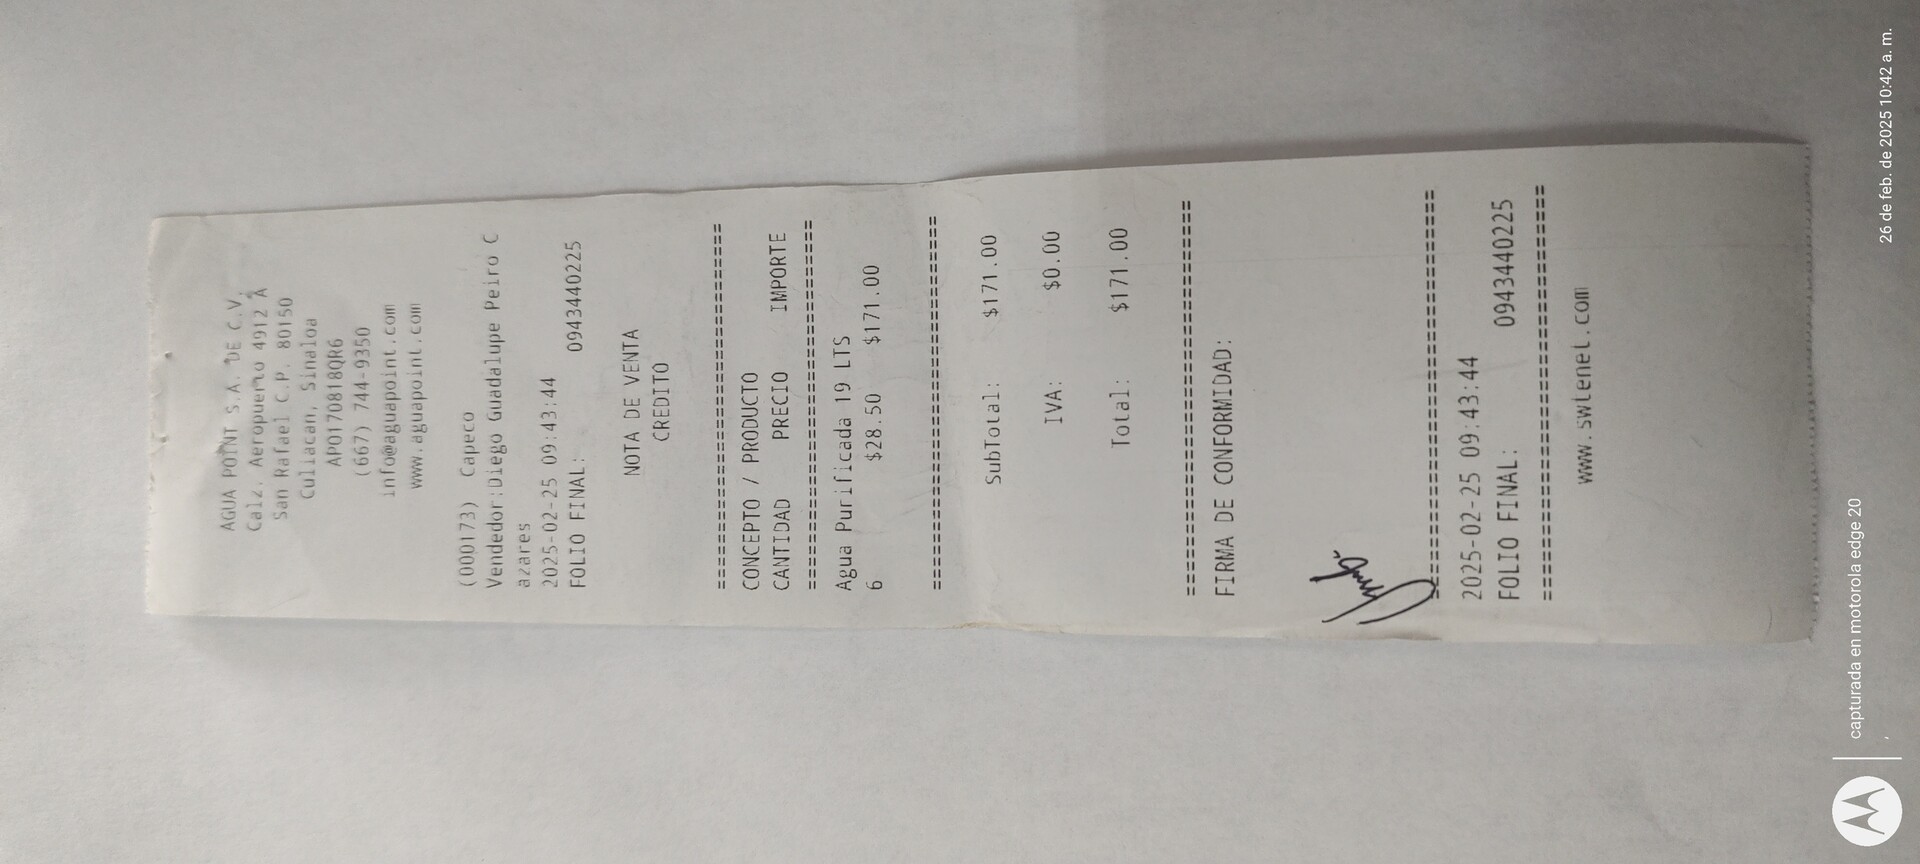 AGUA POINT S.A. DE C.V.
Calz. Aeropuerto 4912 A
San Rafael C.P. 80150
Culiacan, Sinaloa
APO170818QR6
(667) 744-9350
info@aguapoint.com
www.aguapoint.com
(000173) Capeco
Vendedor:Diego Guadalupe Peiro C
azares
2025-02-25 09:43:44
FOLIO FINAL: 0943440225
NOTA DE VENTA
CREDITO
================================
CONCEPTO / PRODUCTO
CANTIDAD PRECIO IMPORTE
================================
Agua Purificada 19 LTS
6 $28.50 $171.00
================================
SubTotal: $171.00
IVA: $0.00
Total: $171.00
================================
FIRMA DE CONFORMIDAD:
================================
2025-02-25 09:43:44
FOLIO FINAL: 0943440225
================================
www.swtenet.com
capturada en motorola edge 20
26 de feb. de 2025 10:42 a. m.